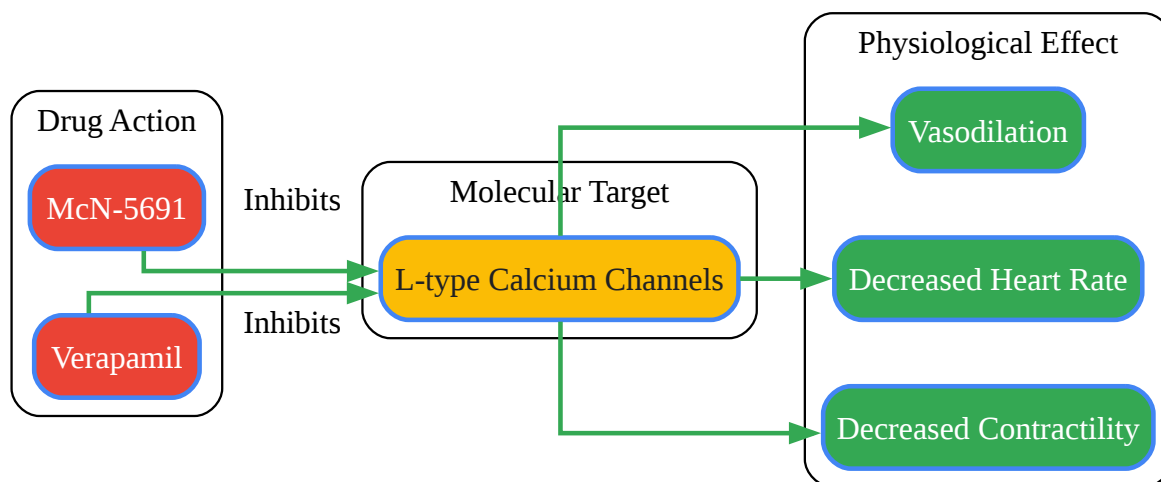 Physiological Effect
Drug Action
Vasodilation
McN-5691
Inhibits
Molecular Target
L-type Calcium Channels
Decreased Heart Rate
Inhibits
Verapamil
Decreased Contractility